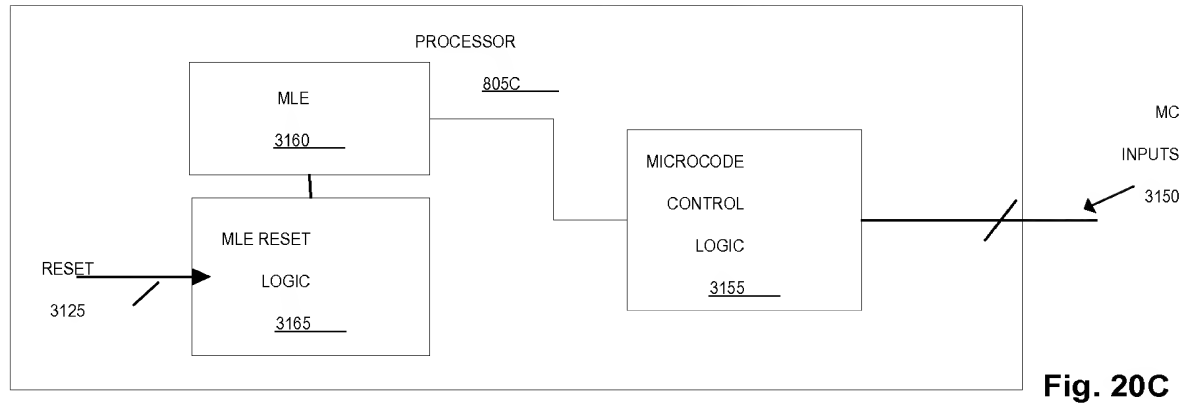 PROCESSOR
805C
MLE
3160
MLE RESET
LOGIC
3165
RESET
3125
MICROCODE
CONTROL
LOGIC
3155
MC
INPUTS
3150
Fig. 20C